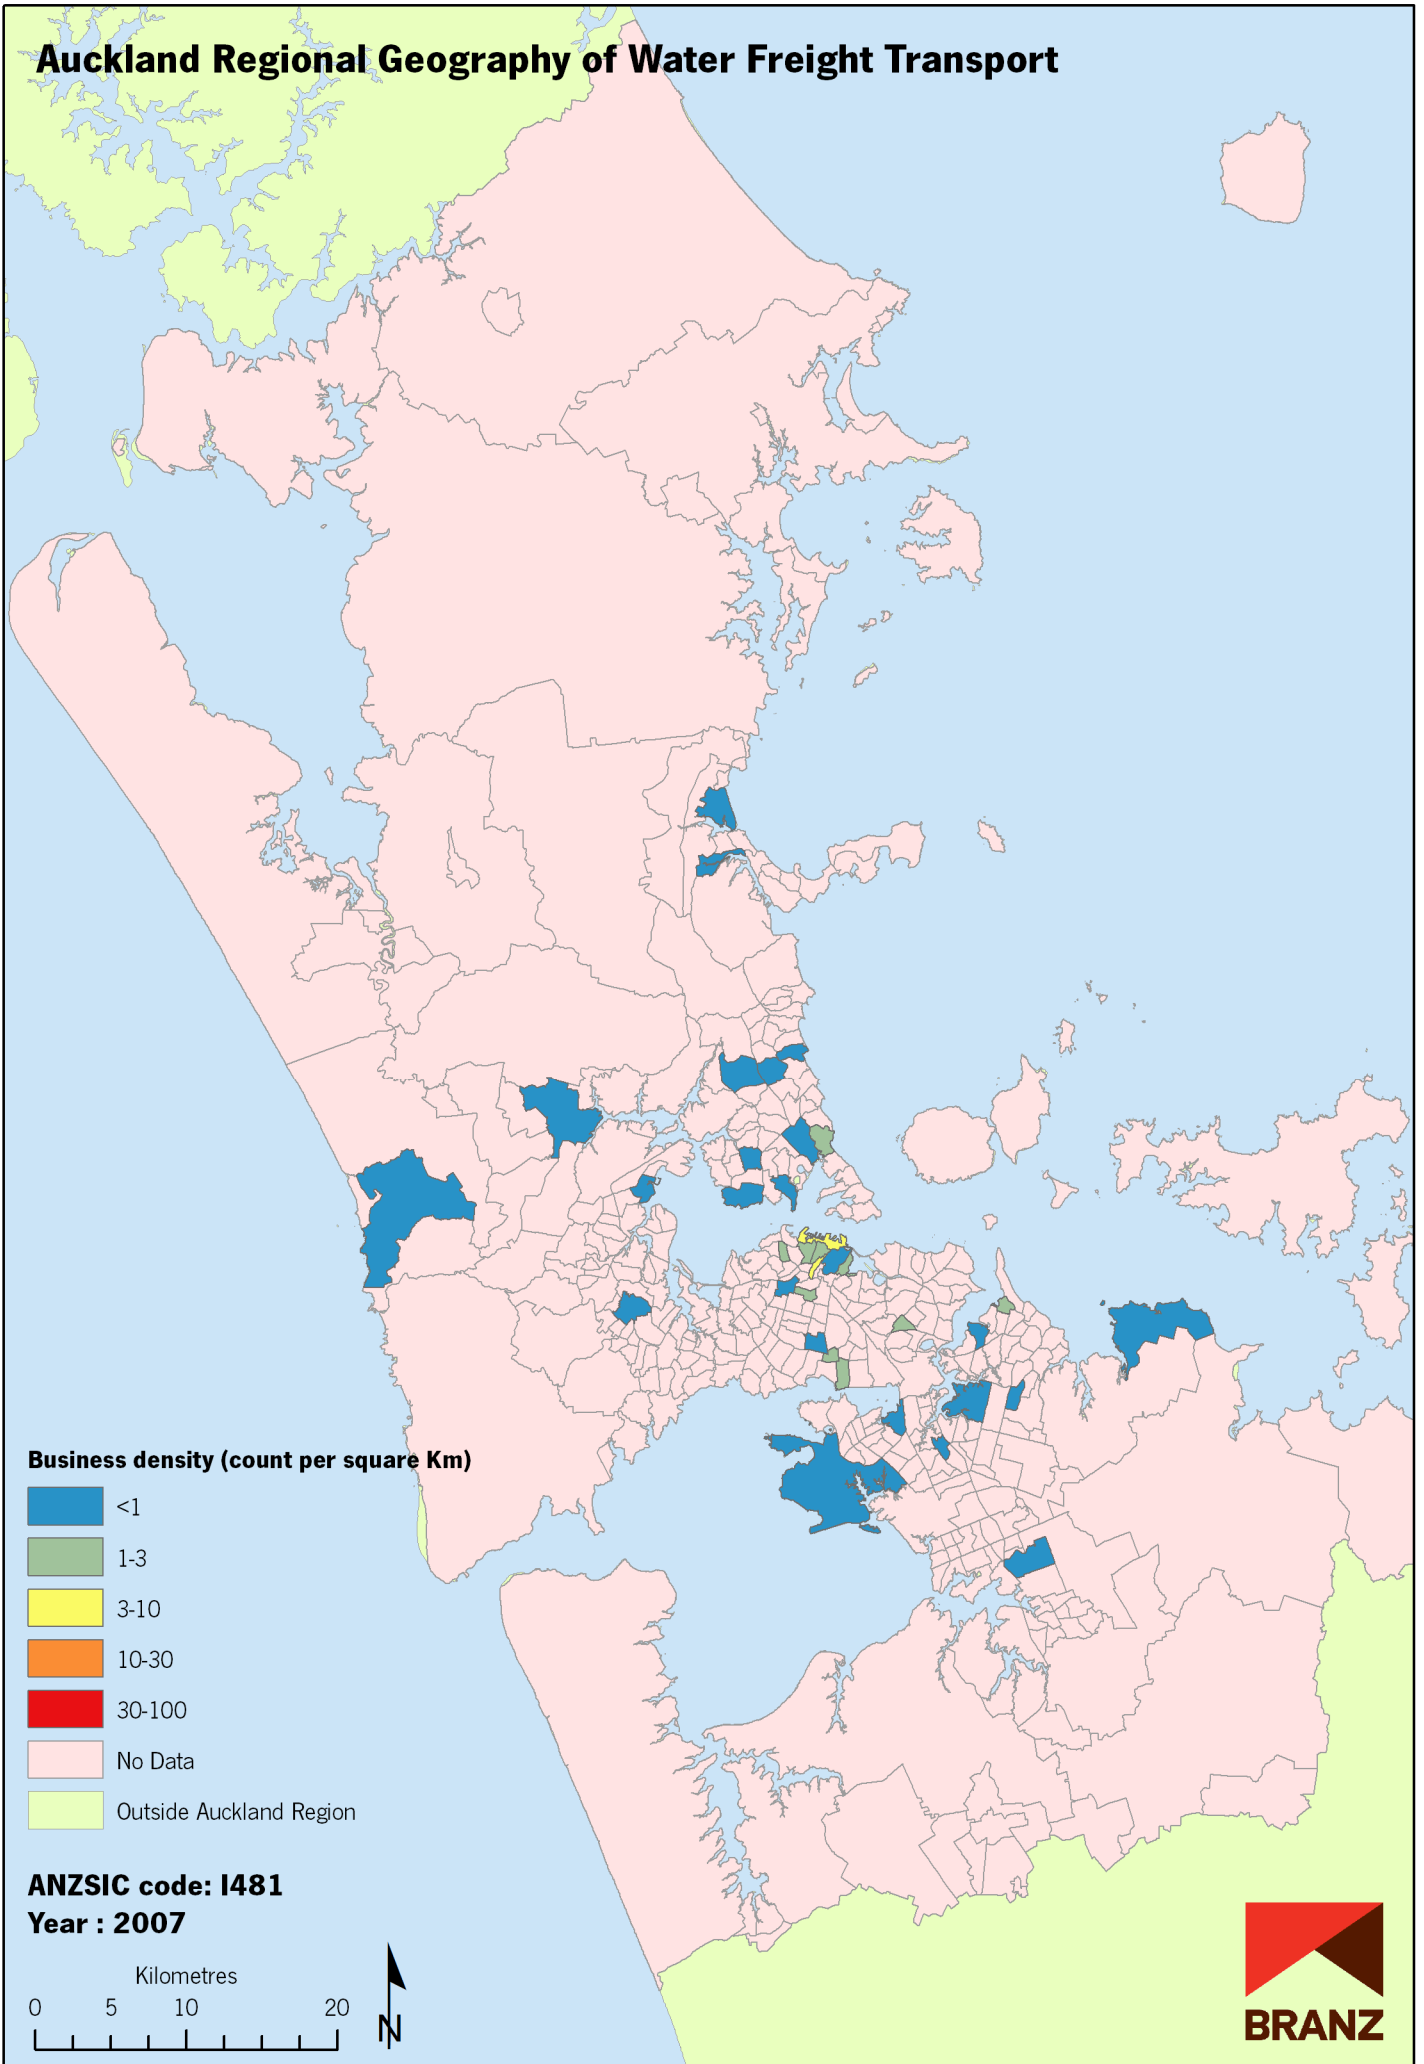 Auckland Regional Geography of Water Freight Transport
Business density (count per square Km)
<1
1-3
3-10
10-30
30-100
No Data
Outside Auckland Region
ANZSIC code: I481
Year : 2007
Kilometres
0 5 10 20
N
BRANZ